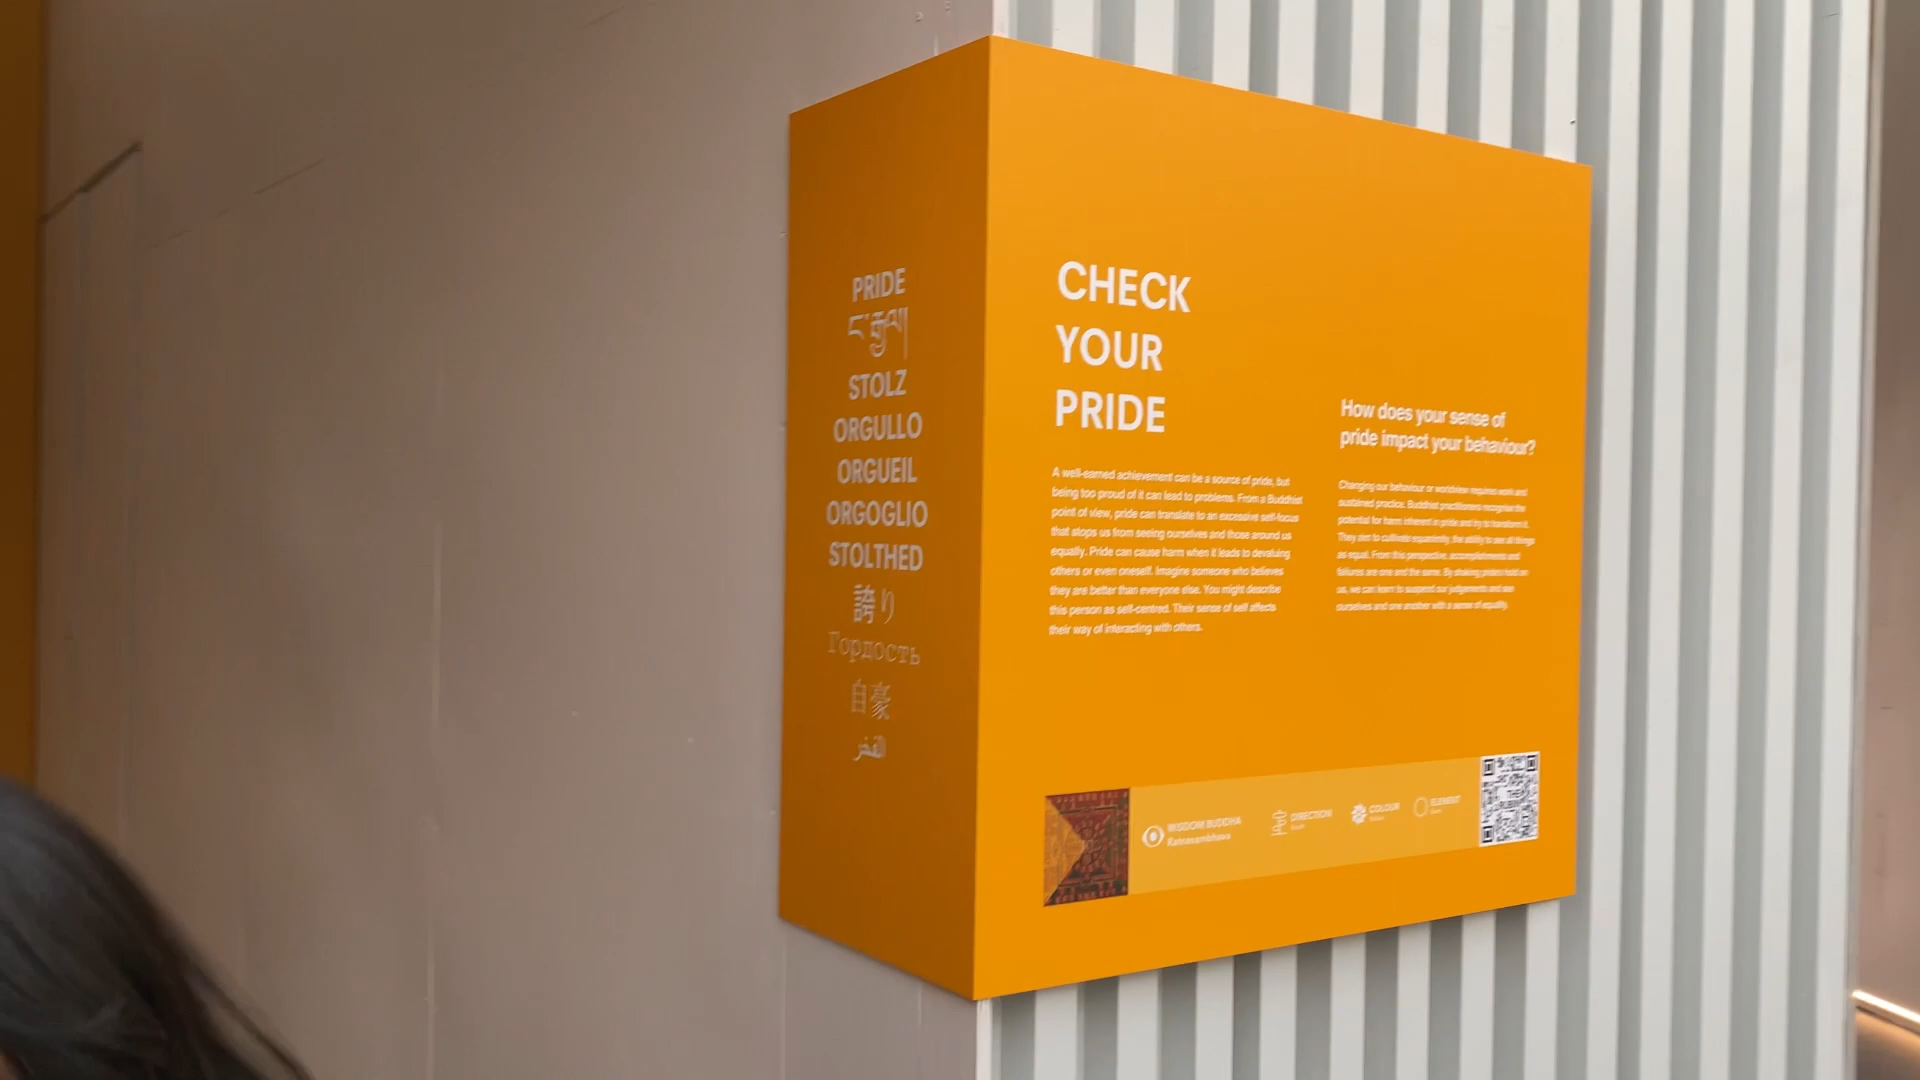 PRIDE
ང་རྒྱལ།
STOLZ
ORGULLO
ORGUEIL
ORGOGLIO
STOLTHED
誇り
Гордость
自豪
الفخر
CHECK
YOUR
PRIDE
A well-earned achievement can be a source of pride, but
being too proud of it can lead to problems. From a Buddhist
point of view, pride can translate to an excessive self-focus
that stops us from seeing ourselves and those around us
equally. Pride can cause harm when it leads to devaluing
others or even oneself. Imagine someone who believes
they are better than everyone else. You might describe
this person as self-centred. Their sense of self affects
their way of interacting with others.
How does your sense of
pride impact your behaviour?
Changing our behaviour or worldview requires work and
sustained practice. Buddhist practitioners recognise the
potential for harm inherent in pride and try to transform it.
They aim to cultivate equanimity, the ability to see all things
as equal. From this perspective, accomplishments and
failures are one and the same. By shaking pride's hold on
us, we can learn to suspend our judgements and see
ourselves and one another with a sense of equality.
WISDOM BUDDHA
Ratnasambhava
DIRECTION
South
COLOUR
Yellow
ELEMENT
Earth